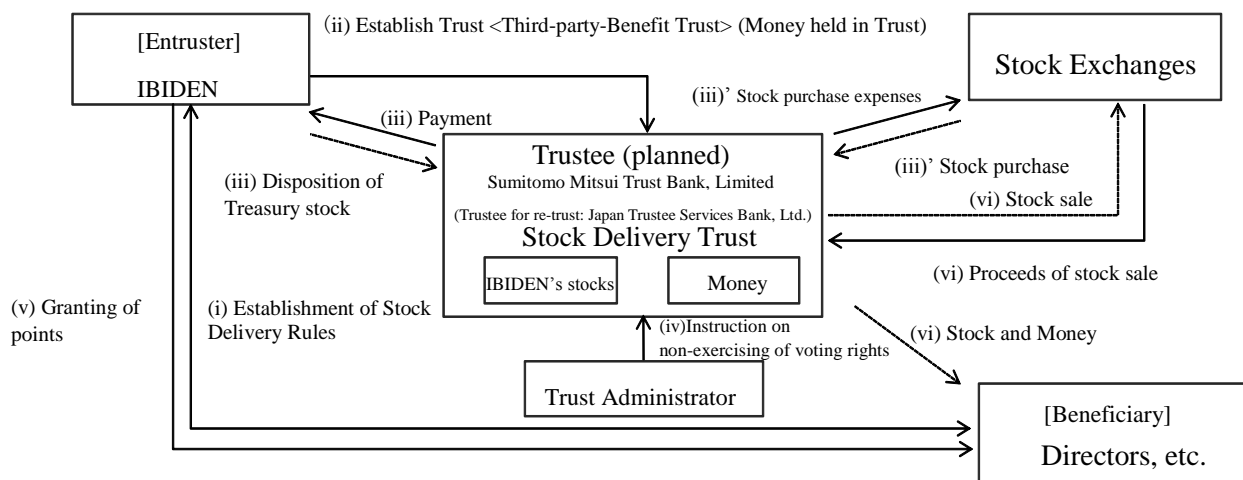 (ii) Establish Trust <Third-party-Benefit Trust> (Money held in Trust)
[Entruster]
IBIDEN
Stock Exchanges
(iii)’ Stock purchase expenses
(iii) Payment
Trustee (planned)
Sumitomo Mitsui Trust Bank, Limited
(iii)’ Stock purchase
(iii) Disposition of
Treasury stock
(vi) Stock sale
(Trustee for re-trust: Japan Trustee Services Bank, Ltd.)
Stock Delivery Trust
IBIDEN’s stocks
Money
(vi) Proceeds of stock sale
(v) Granting of
points
(i) Establishment of Stock
Delivery Rules
(iv)Instruction on
non-exercising of voting rights
(vi) Stock and Money
Trust Administrator
[Beneficiary]
Directors, etc.